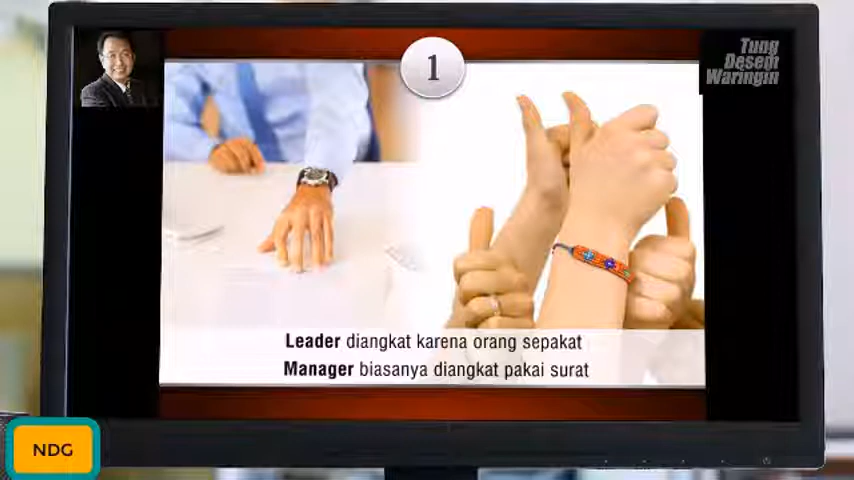 1
Tung
Desem
Waringin
Leader diangkat karena orang sepakat
Manager biasanya diangkat pakai surat
NDG